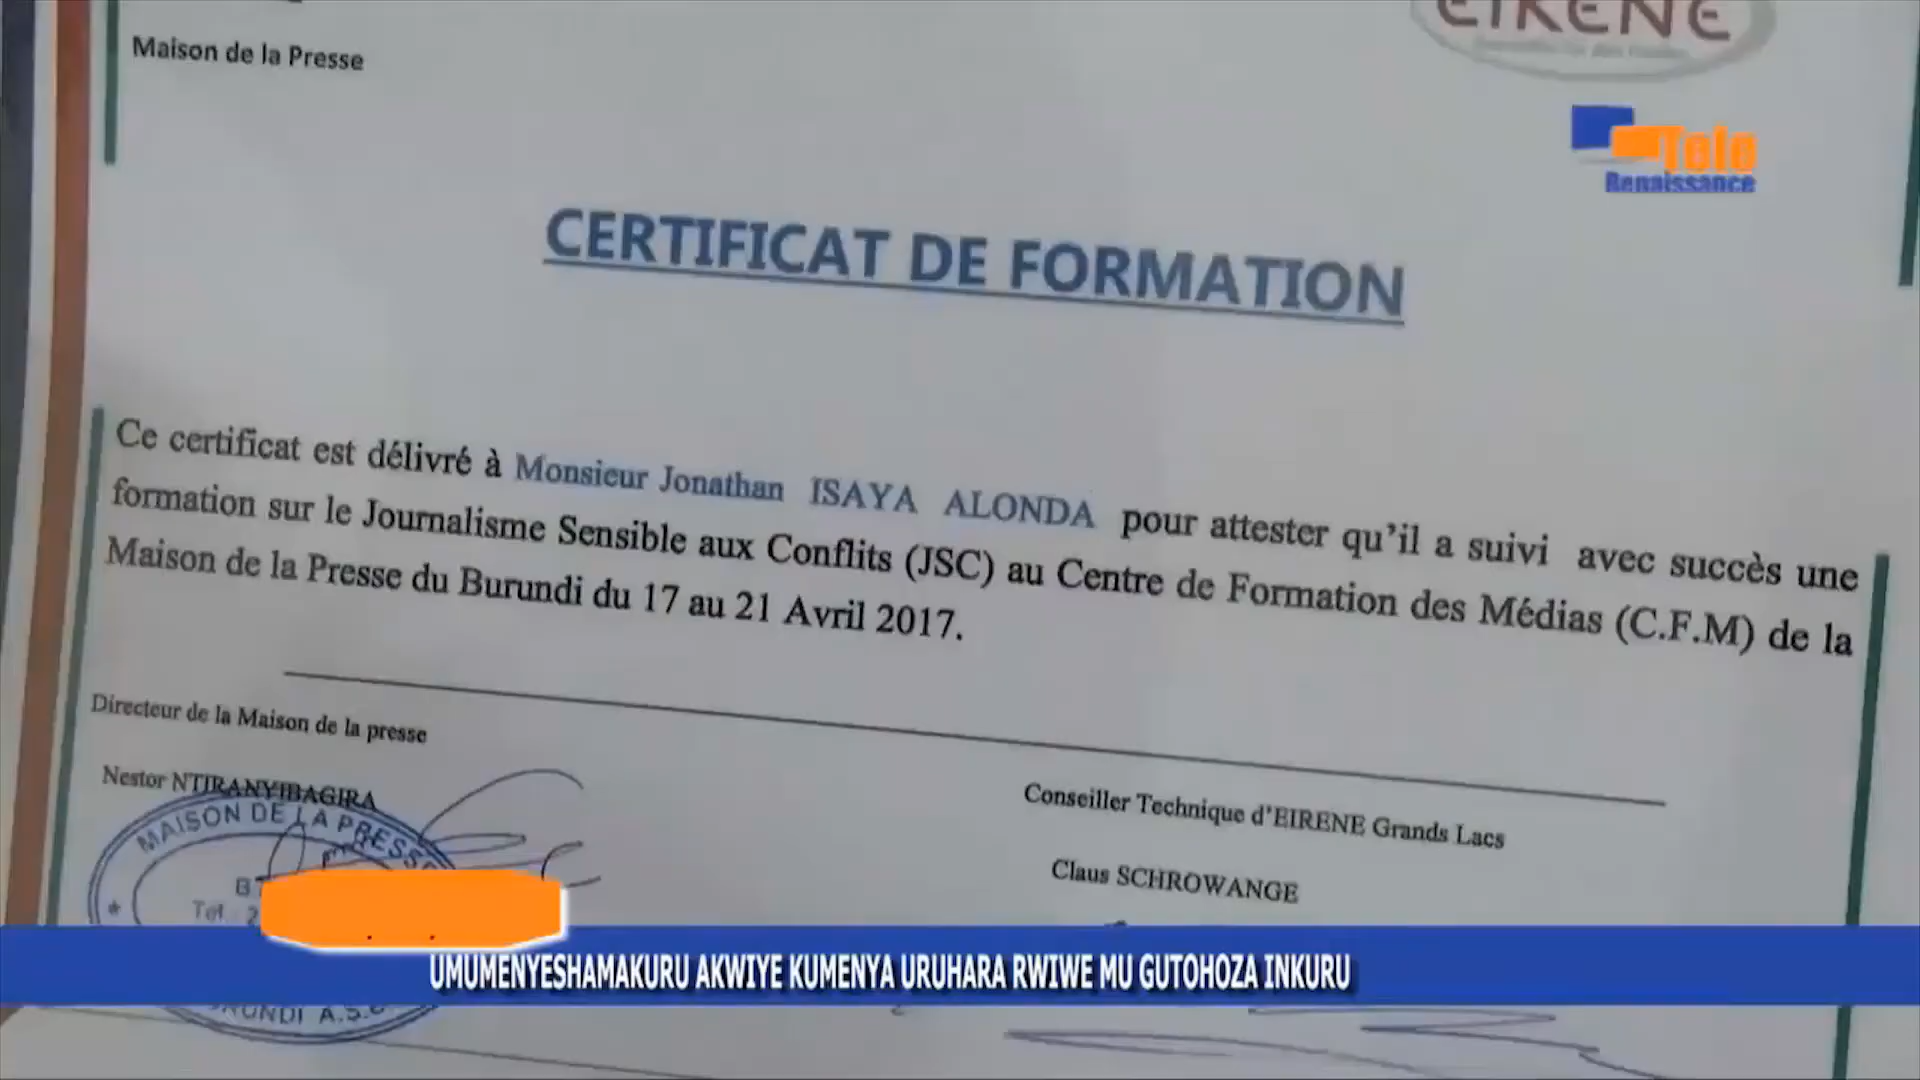 EIRENE
Maison de la Presse
Tele
Renaissance
CERTIFICAT DE FORMATION
Ce certificat est délivré à Monsieur Jonathan ISAYA ALONDA pour attester qu'il a suivi avec succès une
formation sur le Journalisme Sensible aux Conflits (JSC) au Centre de Formation des Médias (C.F.M) de la
Maison de la Presse du Burundi du 17 au 21 Avril 2017.
Directeur de la Maison de la presse
Nestor NTIRANYIBAGIRA
Conseiller Technique d'EIRENE Grands Lacs
Claus SCHROWANGE
MAISON DE LA PRESSE
Tel : 2
UMUMENYESHAMAKURU AKWIYE KUMENYA URUHARA RWIWE MU GUTOHOZA INKURU